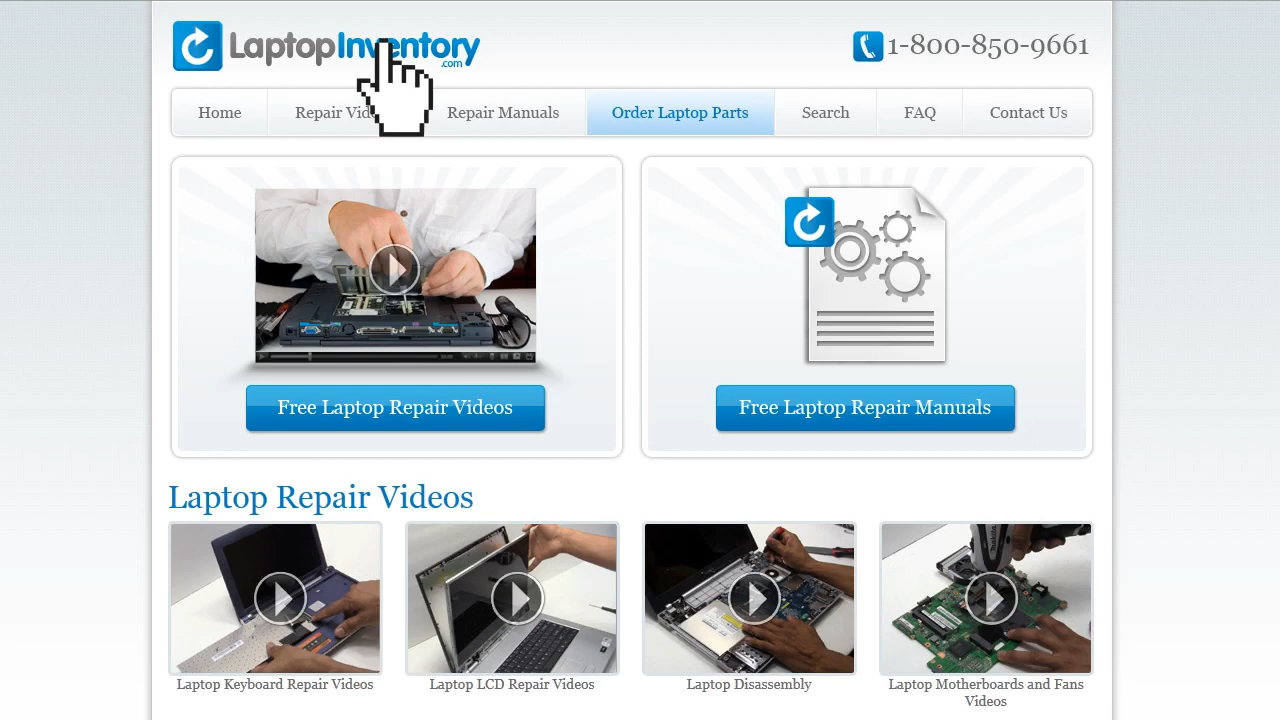 LaptopInventory
.com
1-800-850-9661
Home
Repair Vid
Repair Manuals
Order Laptop Parts
Search
FAQ
Contact Us
Free Laptop Repair Videos
Free Laptop Repair Manuals
Laptop Repair Videos
Laptop Keyboard Repair Videos
Laptop LCD Repair Videos
Laptop Disassembly
Laptop Motherboards and Fans
Videos